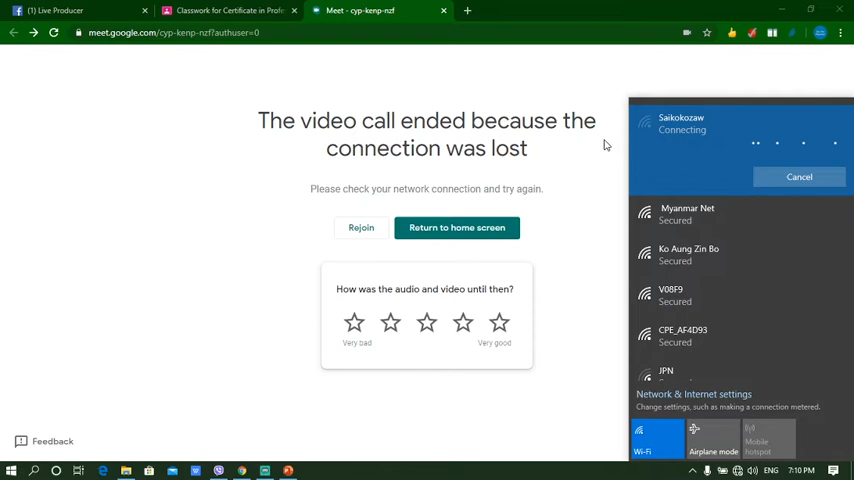 (1) Live Producer
Classwork for Certificate in Profe
Meet - cyp-kenp-nzf
meet.google.com/cyp-kenp-nzf?authuser=0
The video call ended because the
connection was lost
Please check your network connection and try again.
Rejoin
Return to home screen
How was the audio and video until then?
Very bad
Very good
Feedback
Saikokozaw
Connecting
Cancel
Myanmar Net
Secured
Ko Aung Zin Bo
Secured
V08F9
Secured
CPE_AF4D93
Secured
JPN
Network & Internet settings
Change settings, such as making a connection metered.
Wi-Fi
Airplane mode
Mobile
hotspot
ENG
7:10 PM